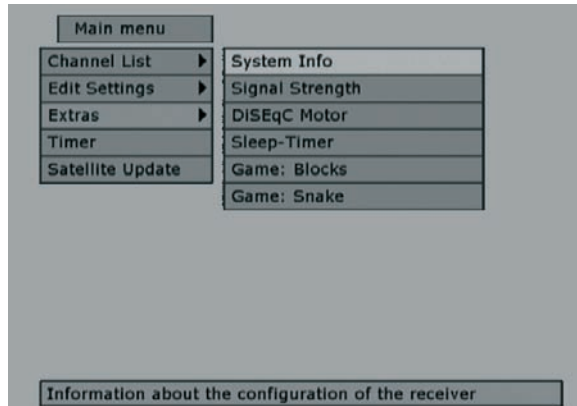 Main menu
Channel List
Edit Settings
Extras
Timer
Satellite Update
System Info
Signal Strength
DiSEqC Motor
Sleep-Timer
Game: Blocks
Game: Snake
Information about the configuration of the receiver